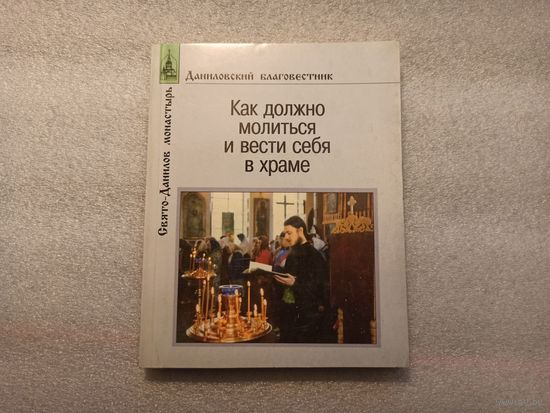 Даниловский благовестник
Свято-Данилов монастырь
Как должно
молиться
и вести себя
в храме